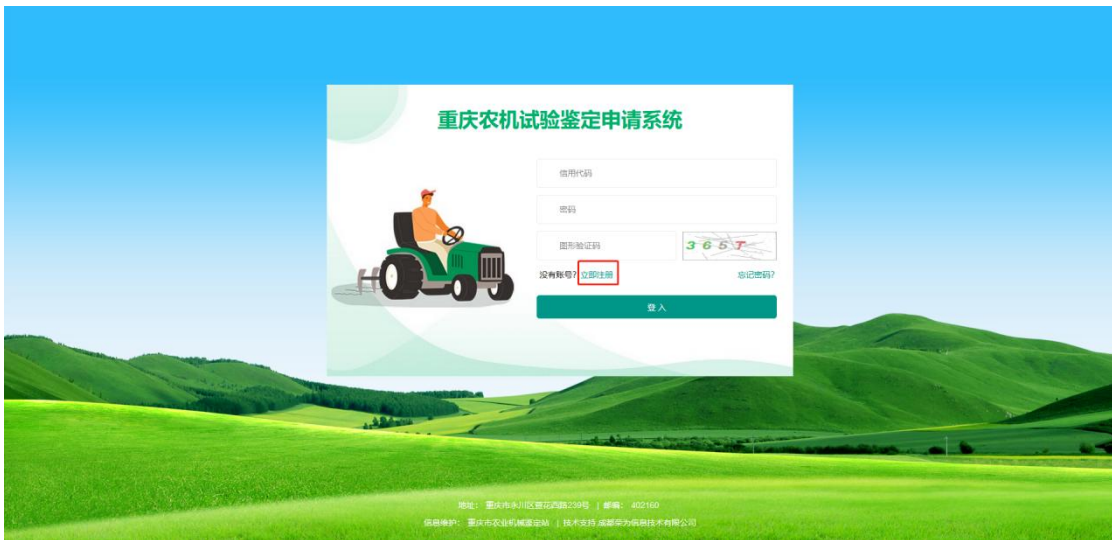 重庆农机试验鉴定申请系统
信用代码
密码
图形验证码
365T
没有账号? 立即注册 忘记密码?
登入
地址: 重庆市永川区萱花西路239号 | 邮编: 402160
信息维护: 重庆市农业机械鉴定站 | 技术支持:成都荣为信息技术有限公司